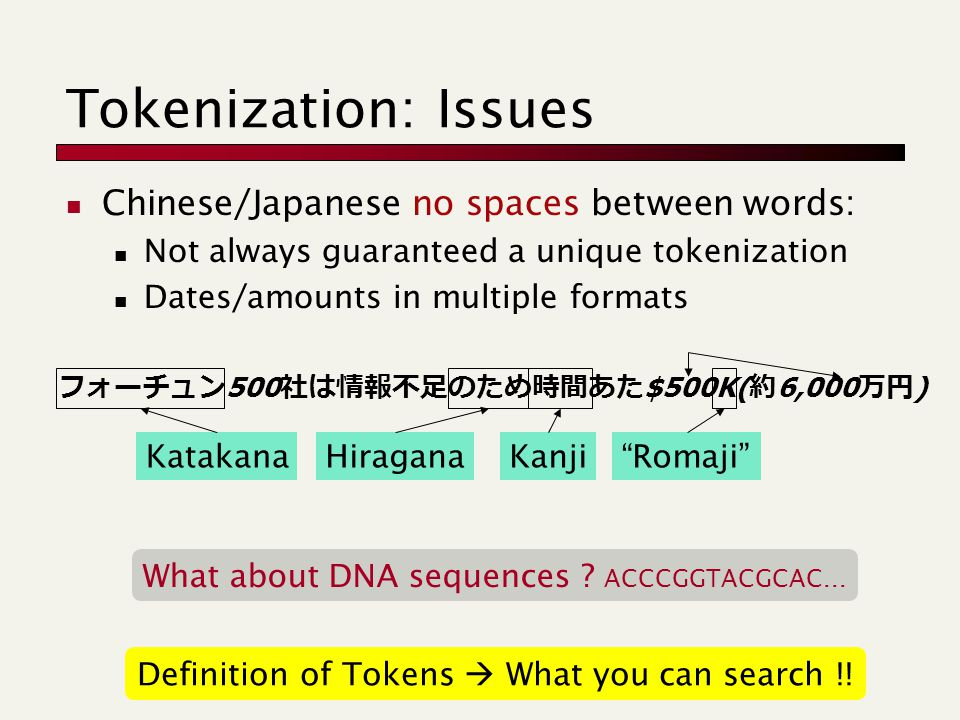 Tokenization: Issues
Chinese/Japanese no spaces between words:
Not always guaranteed a unique tokenization
Dates/amounts in multiple formats
フォーチュン500社は情報不足のため時間あた$500K(約6,000万円)
Katakana
Hiragana
Kanji
“Romaji”
What about DNA sequences ? ACCCGGTACGCAC...
Definition of Tokens → What you can search !!